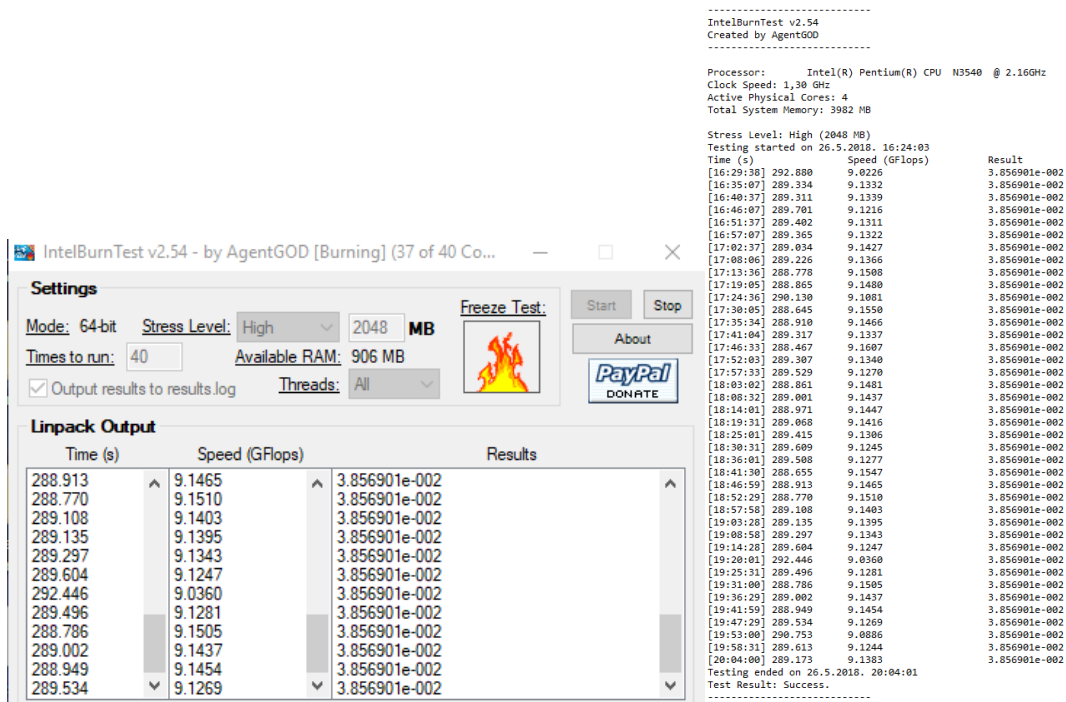 IntelBurnTest v2.54 - by AgentGOD [Burning] (37 of 40 Co...
Settings
Mode: 64-bit Stress Level: High 2048 MB
Times to run: 40 Available RAM: 906 MB
Output results to results.log Threads: All
Freeze Test:
Start Stop
About
PayPal
DONATE
Linpack Output
Time (s) Speed (GFlops) Results
288.913 9.1465 3.856901e-002
288.770 9.1510 3.856901e-002
289.108 9.1403 3.856901e-002
289.135 9.1395 3.856901e-002
289.297 9.1343 3.856901e-002
289.604 9.1247 3.856901e-002
292.446 9.0360 3.856901e-002
289.496 9.1281 3.856901e-002
288.786 9.1505 3.856901e-002
289.002 9.1437 3.856901e-002
288.949 9.1454 3.856901e-002
289.534 9.1269 3.856901e-002
----------------------------
IntelBurnTest v2.54
Created by AgentGOD
----------------------------
Processor: Intel(R) Pentium(R) CPU N3540 @ 2.16GHz
Clock Speed: 1,30 GHz
Active Physical Cores: 4
Total System Memory: 3982 MB
Stress Level: High (2048 MB)
Testing started on 26.5.2018. 16:24:03
Time (s) Speed (GFlops) Result
[16:29:38] 292.880 9.0226 3.856901e-002
[16:35:07] 289.334 9.1332 3.856901e-002
[16:40:37] 289.311 9.1339 3.856901e-002
[16:46:07] 289.701 9.1216 3.856901e-002
[16:51:37] 289.402 9.1311 3.856901e-002
[16:57:07] 289.365 9.1322 3.856901e-002
[17:02:37] 289.034 9.1427 3.856901e-002
[17:08:06] 289.226 9.1366 3.856901e-002
[17:13:36] 288.778 9.1508 3.856901e-002
[17:19:05] 288.865 9.1480 3.856901e-002
[17:24:36] 290.130 9.1081 3.856901e-002
[17:30:05] 288.645 9.1550 3.856901e-002
[17:35:34] 288.910 9.1466 3.856901e-002
[17:41:04] 289.317 9.1337 3.856901e-002
[17:46:33] 288.467 9.1607 3.856901e-002
[17:52:03] 289.307 9.1340 3.856901e-002
[17:57:33] 289.529 9.1270 3.856901e-002
[18:03:02] 288.861 9.1481 3.856901e-002
[18:08:32] 289.001 9.1437 3.856901e-002
[18:14:01] 288.971 9.1447 3.856901e-002
[18:19:31] 289.068 9.1416 3.856901e-002
[18:25:01] 289.415 9.1306 3.856901e-002
[18:30:31] 289.609 9.1245 3.856901e-002
[18:36:01] 289.508 9.1277 3.856901e-002
[18:41:30] 288.655 9.1547 3.856901e-002
[18:46:59] 288.913 9.1465 3.856901e-002
[18:52:29] 288.770 9.1510 3.856901e-002
[18:57:58] 289.108 9.1403 3.856901e-002
[19:03:28] 289.135 9.1395 3.856901e-002
[19:08:58] 289.297 9.1343 3.856901e-002
[19:14:28] 289.604 9.1247 3.856901e-002
[19:20:01] 292.446 9.0360 3.856901e-002
[19:25:31] 289.496 9.1281 3.856901e-002
[19:31:00] 288.786 9.1505 3.856901e-002
[19:36:29] 289.002 9.1437 3.856901e-002
[19:41:59] 288.949 9.1454 3.856901e-002
[19:47:29] 289.534 9.1269 3.856901e-002
[19:53:00] 290.753 9.0886 3.856901e-002
[19:58:31] 289.613 9.1244 3.856901e-002
[20:04:00] 289.173 9.1383 3.856901e-002
Testing ended on 26.5.2018. 20:04:01
Test Result: Success.
----------------------------